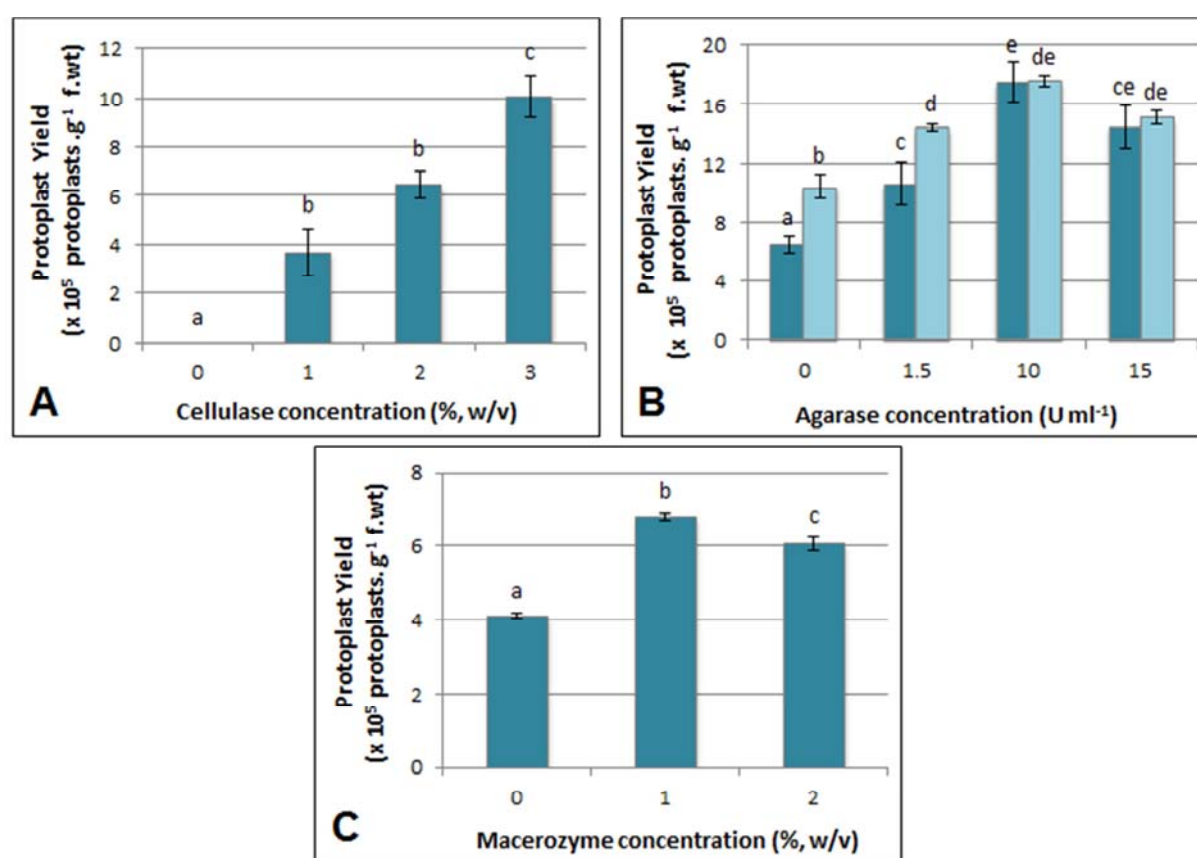 Protoplast Yield
(x 10⁵ protoplasts.g⁻¹ f.wt)
12
10
8
6
4
2
0
a
b
b
c
0 1 2 3
Cellulase concentration (%, w/v)
A
Protoplast Yield
(x 10⁵ protoplasts.g⁻¹ f.wt)
20
16
12
8
4
0
a
b
c
d
e
de
ce
de
0 1.5 10 15
Agarase concentration (U ml⁻¹)
B
Protoplast Yield
(x 10⁵ protoplasts.g⁻¹ f.wt)
8
6
4
2
0
a
b
c
0 1 2
Macerozyme concentration (%, w/v)
C